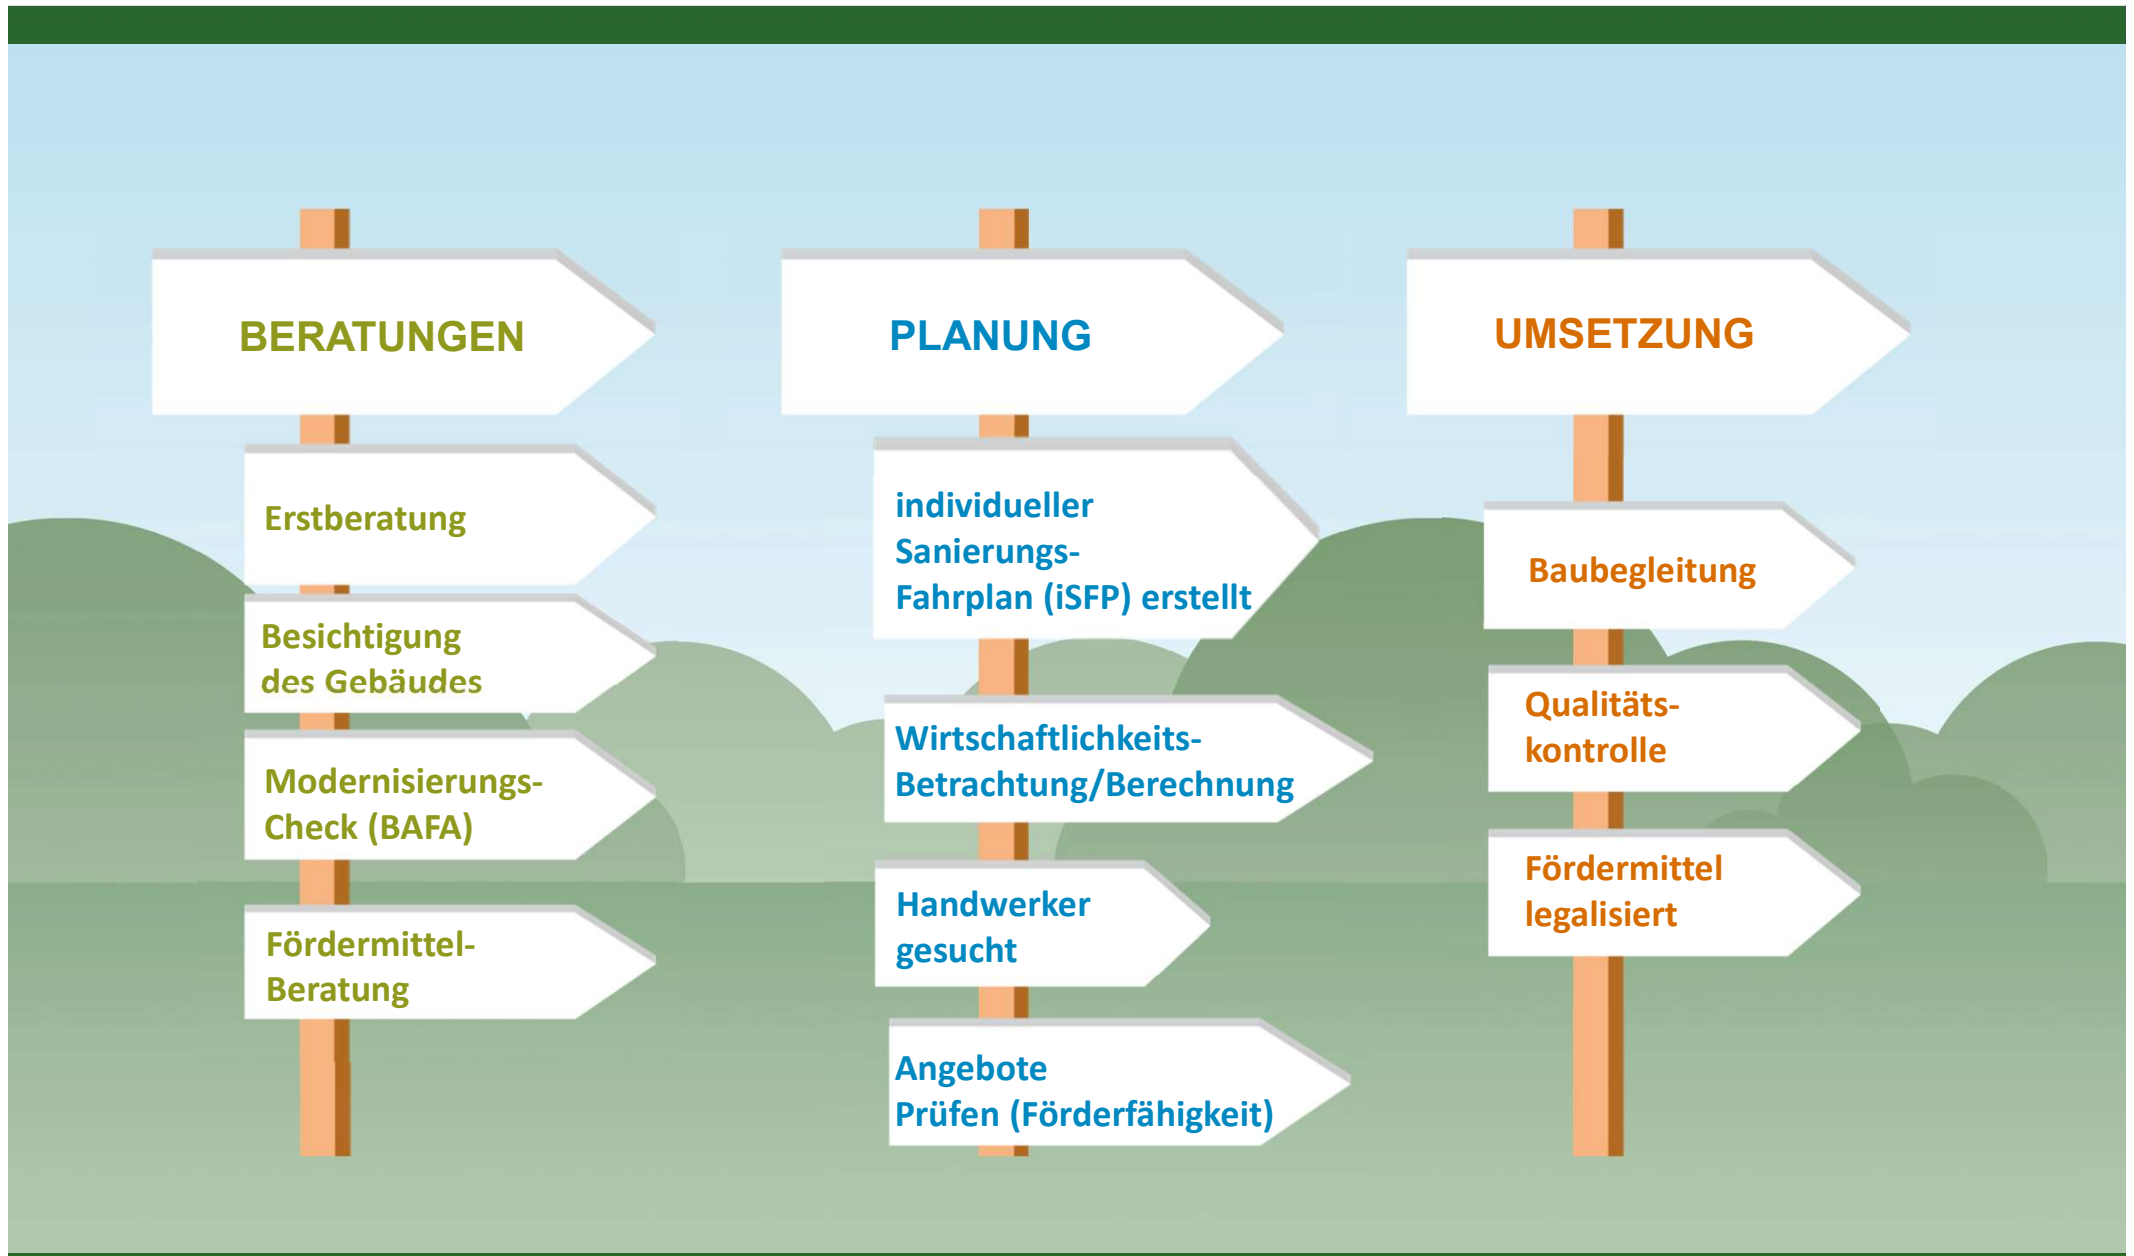 BERATUNGEN
Erstberatung
Besichtigung
des Gebäudes
Modernisierungs-
Check (BAFA)
Fördermittel-
Beratung
PLANUNG
individueller
Sanierungs-
Fahrplan (iSFP) erstellt
Wirtschaftlichkeits-
Betrachtung/Berechnung
Handwerker
gesucht
Angebote
Prüfen (Förderfähigkeit)
UMSETZUNG
Baubegleitung
Qualitäts-
kontrolle
Fördermittel
legalisiert